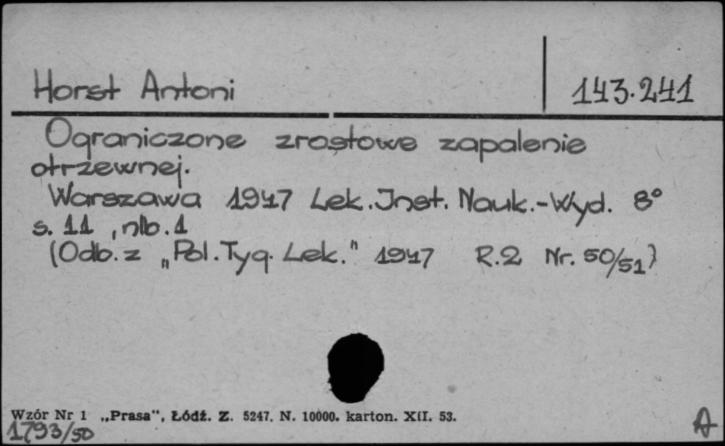 Horst Antoni 143.241
Ograniczone zrostowe zapalenie
otrzewnej.
Warszawa 1947 Lek. Inst. Nauk.-Wyd. 8°
s. 11, nlb. 1
(Odb. z „Pol. Tyg. Lek." 1947 R.2 Nr. 50/51)
Wzór Nr 1 „Prasa", Łódź. Z. 5247. N. 10000. karton. XII. 53.
1793/50 A